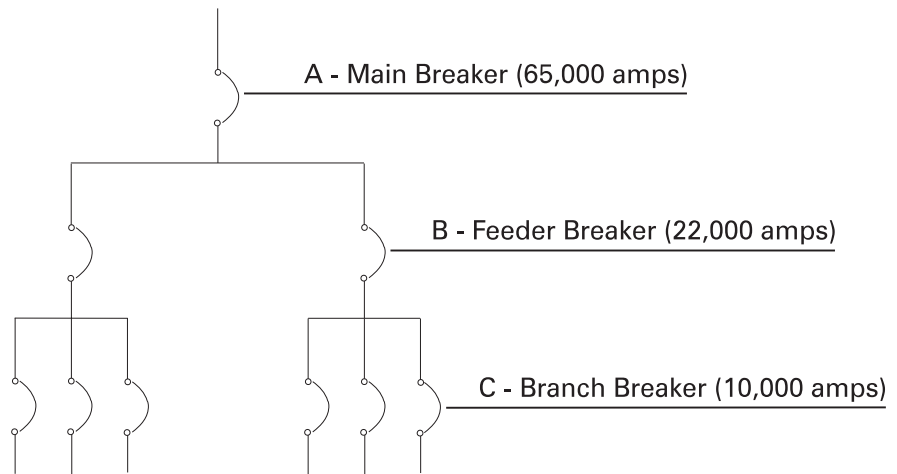 A - Main Breaker (65,000 amps)
B - Feeder Breaker (22,000 amps)
C - Branch Breaker (10,000 amps)